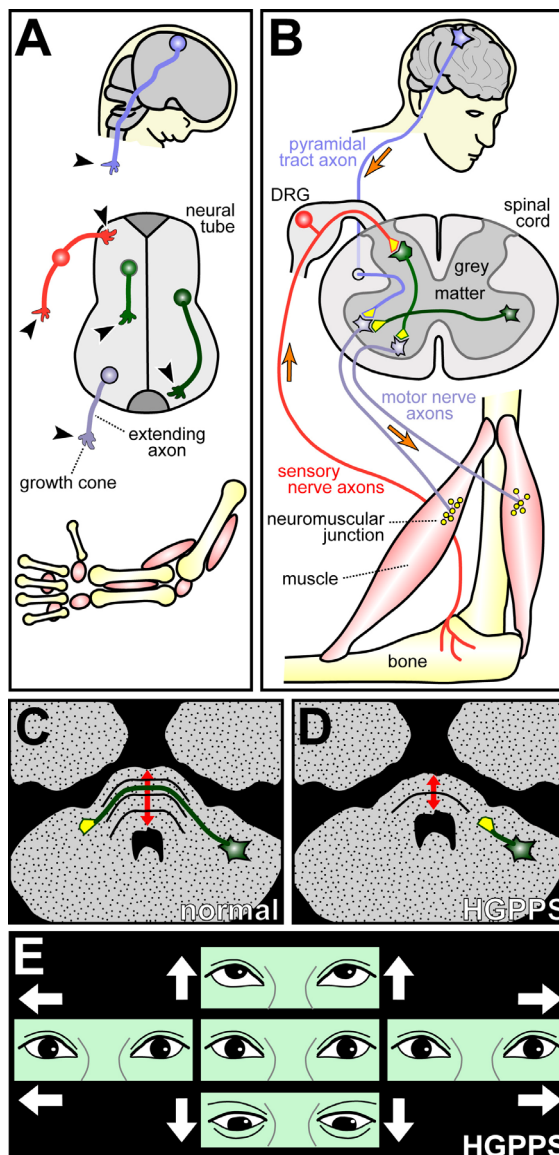 A
neural
tube
extending
axon
growth cone
B
pyramidal
tract axon
DRG
spinal
cord
grey
matter
motor nerve
axons
sensory
nerve axons
neuromuscular
junction
muscle
bone
C
normal
D
HGPPS
E
HGPPS